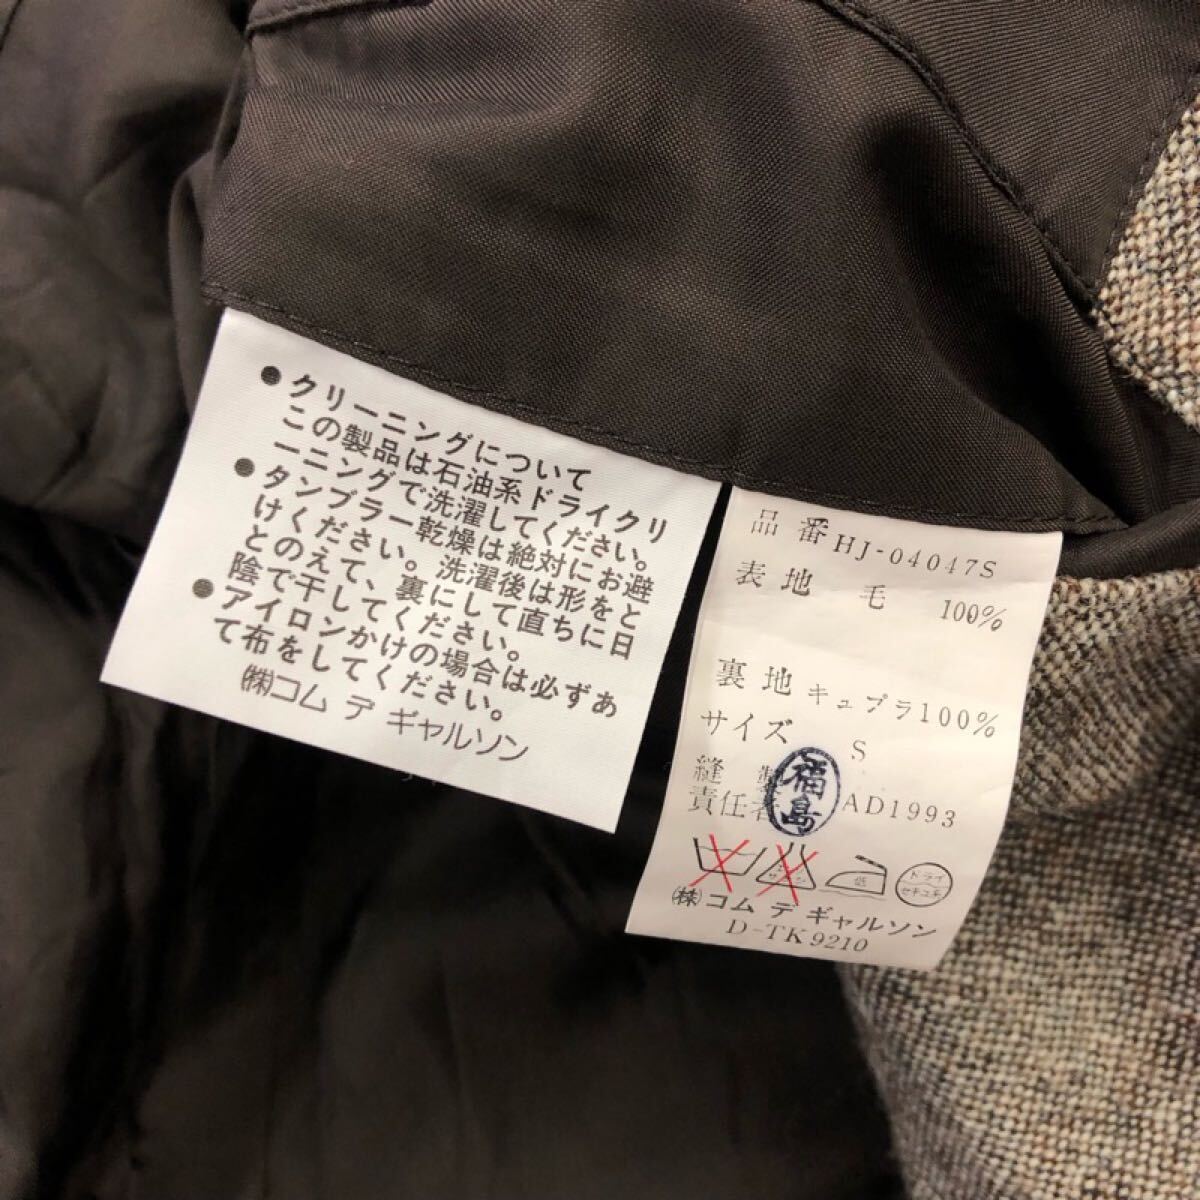 ● クリーニングについて
この製品は石油系ドライクリ
ーニングで洗濯してください。
● タンブラー乾燥は絶対にお避
けください。洗濯後は形をと
とのえて、裏にして直ちに日
陰で干してください。
● アイロンかけの場合は必ずあ
て布をしてください。
㈱コム デ ギャルソン
品 番 HJ-04047S
表 地 毛 100%
裏 地 キュプラ100%
サイズ S
縫 製
責任者 福島 AD1993
低 ドライ セキユ系
㈱コム デ ギャルソン
D-TK9210